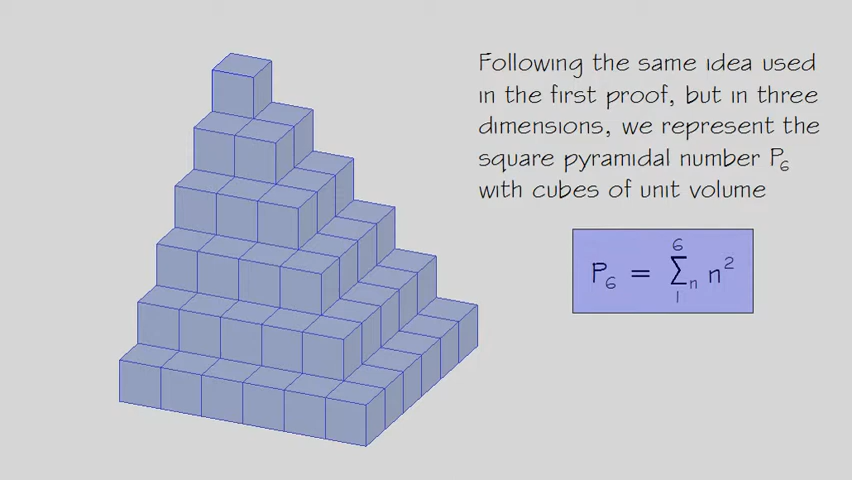 Following the same idea used
in the first proof, but in three
dimensions, we represent the
square pyramidal number P₆
with cubes of unit volume
P₆ = ∑₁⁶ₙ n²